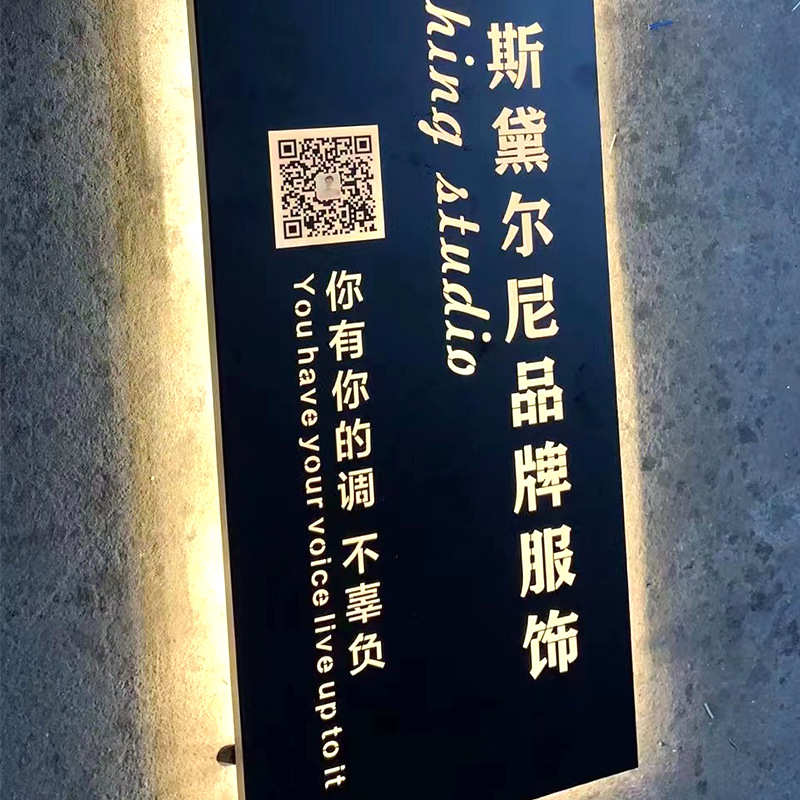 斯黛尔尼品牌服饰
hing studio
你有你的调 不辜负
You have your voice live up to it